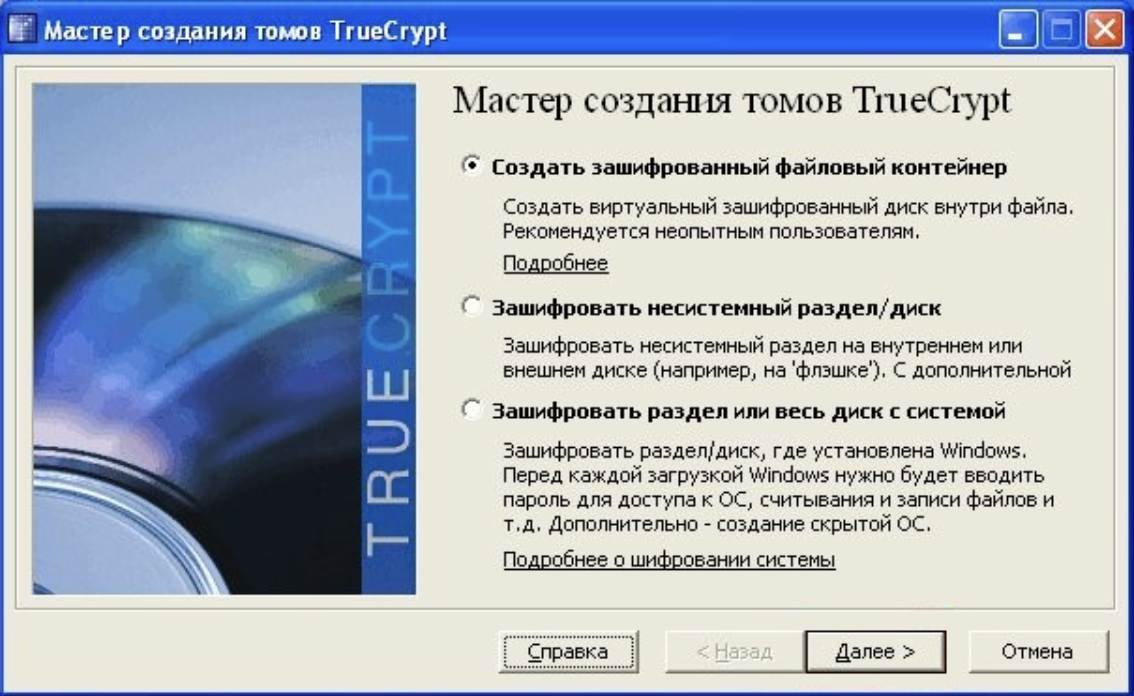 Мастер создания томов TrueCrypt
TRUECRYPT
Мастер создания томов TrueCrypt
Создать зашифрованный файловый контейнер
Создать виртуальный зашифрованный диск внутри файла.
Рекомендуется неопытным пользователям.
Подробнее
Зашифровать несистемный раздел/диск
Зашифровать несистемный раздел на внутреннем или
внешнем диске (например, на 'флэшке'). С дополнительной
Зашифровать раздел или весь диск с системой
Зашифровать раздел/диск, где установлена Windows.
Перед каждой загрузкой Windows нужно будет вводить
пароль для доступа к ОС, считывания и записи файлов и
т.д. Дополнительно - создание скрытой ОС.
Подробнее о шифровании системы
Справка
< Назад
Далее >
Отмена